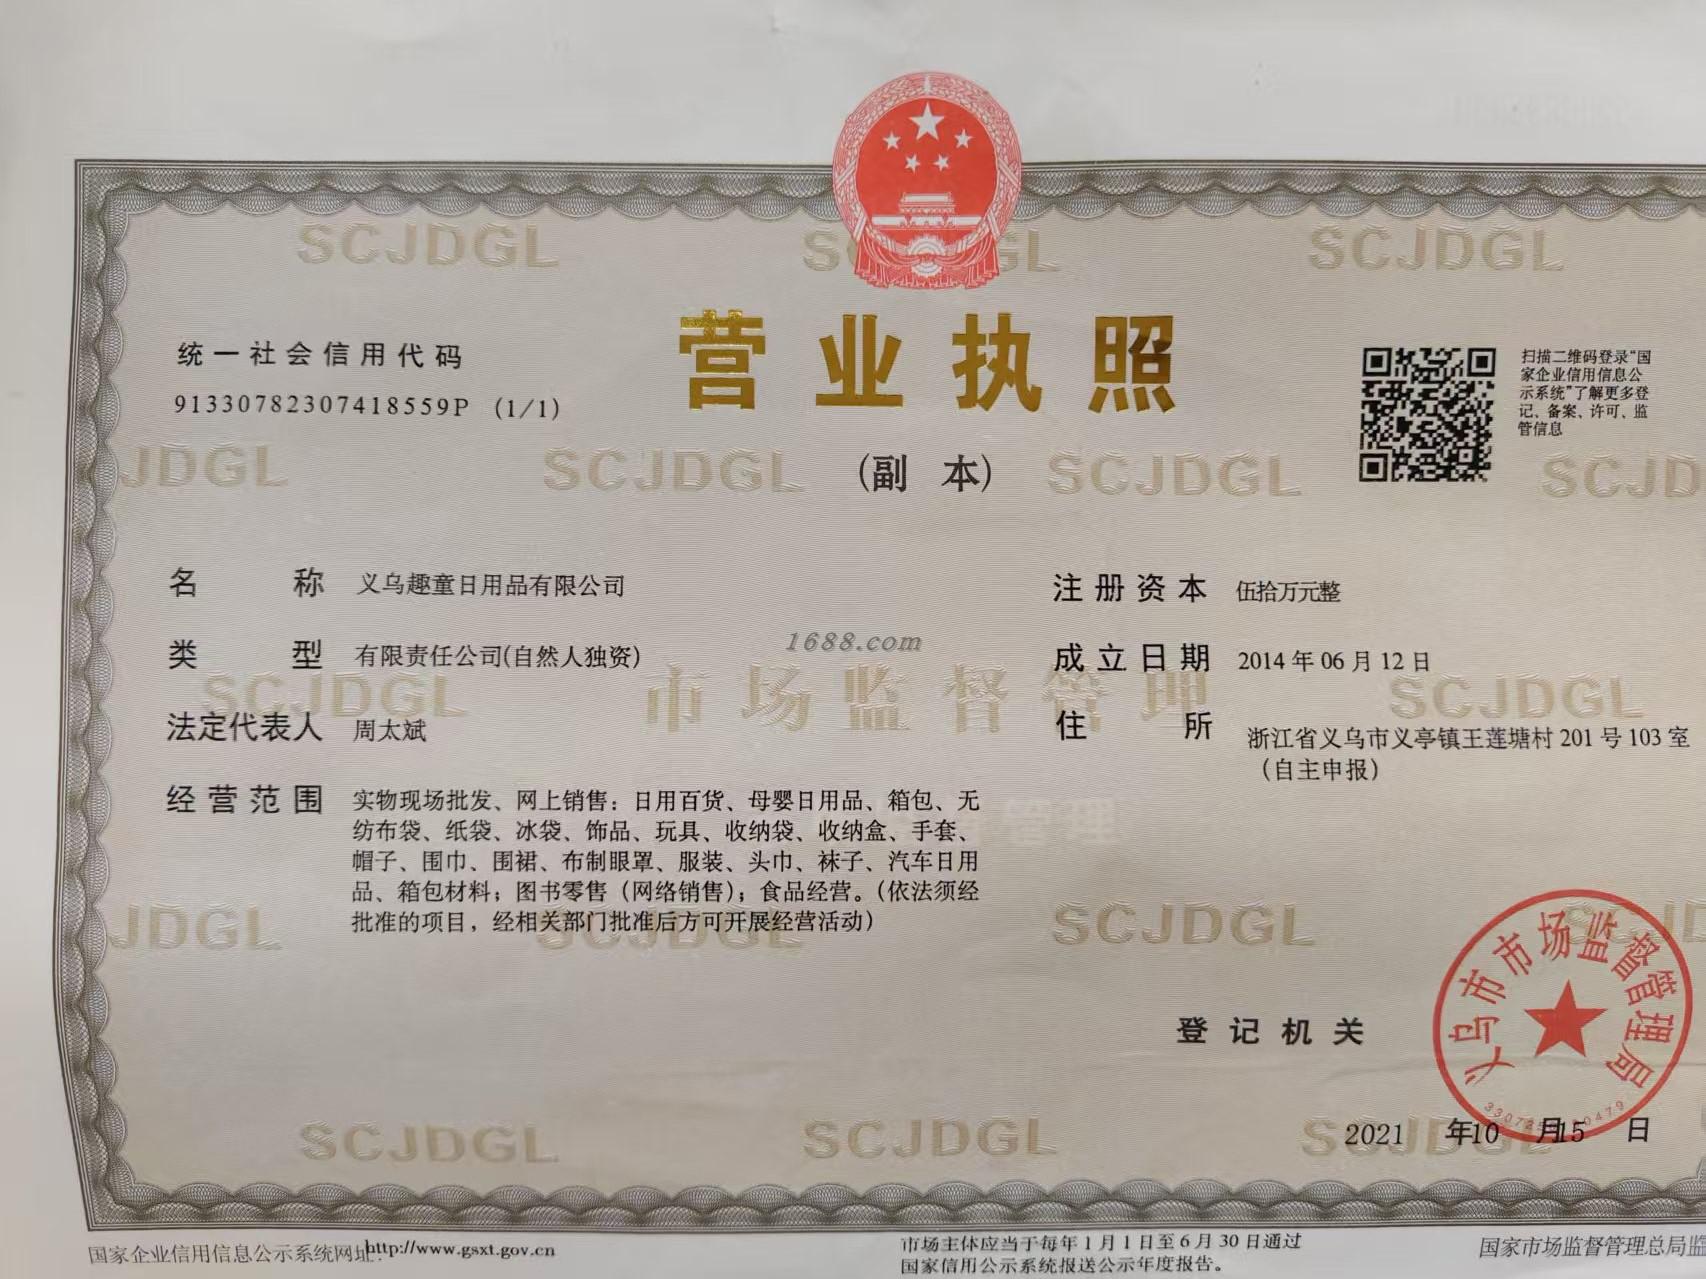 SCJDGL
SCJDGL
营业执照
(副 本)
统一社会信用代码
91330782307418559P (1/1)
扫描二维码登录“国
家企业信用信息公
示系统”了解更多登
记、备案、许可、监
管信息
JDGL SCJDGL SCJDGL SCJD
名 称 义乌趣童日用品有限公司
类 型 有限责任公司(自然人独资)
法定代表人 周太斌
经营范围 实物现场批发、网上销售：日用百货、母婴日用品、箱包、无
纺布袋、纸袋、冰袋、饰品、玩具、收纳袋、收纳盒、手套、
帽子、围巾、围裙、布制眼罩、服装、头巾、袜子、汽车日用
品、箱包材料；图书零售（网络销售）；食品经营。（依法须经
批准的项目，经相关部门批准后方可开展经营活动）
注册资本 伍拾万元整
成立日期 2014年06月12日
住 所 浙江省义乌市义亭镇王莲塘村201号103室
（自主申报）
1688.com
SCJDGL 市场监督管理 SCJDGL
管理
JDGL SCJDGL SCJDGL
登记机关
义乌市市场监督管理局
2021 年10 月15 日
SCJDGL SCJDGL SCJDGL
国家企业信用信息公示系统网址：http://www.gsxt.gov.cn
市场主体应当于每年1月1日至6月30日通过
国家信用公示系统报送公示年度报告。
国家市场监督管理总局监